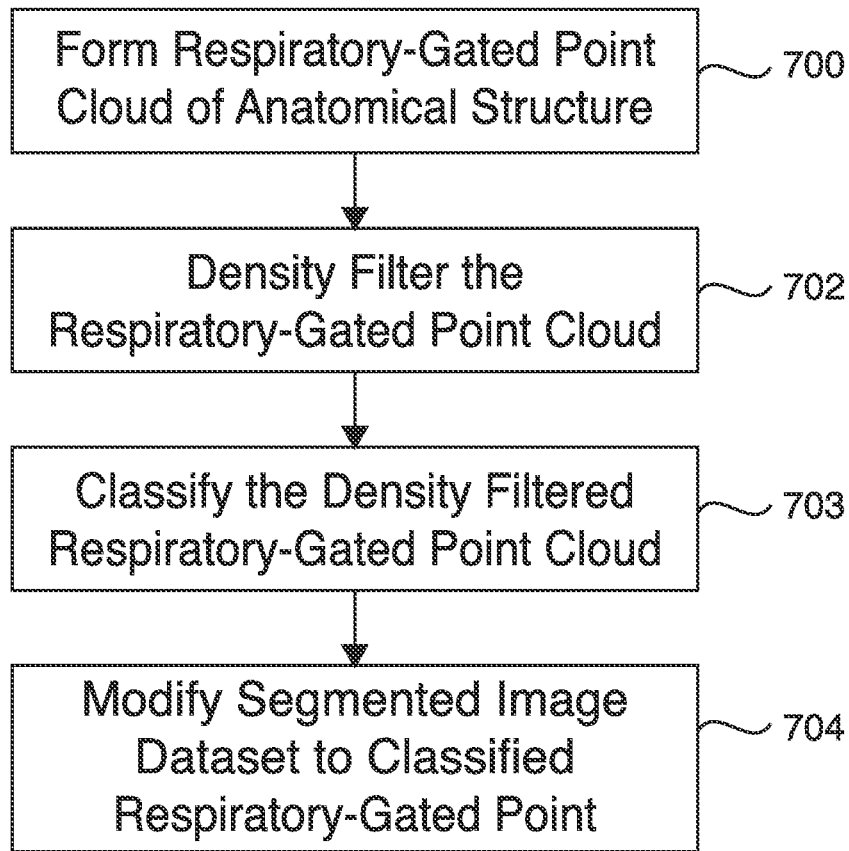 Form Respiratory-Gated Point
Cloud of Anatomical Structure
700
Density Filter the
Respiratory-Gated Point Cloud
702
Classify the Density Filtered
Respiratory-Gated Point Cloud
703
Modify Segmented Image
Dataset to Classified
Respiratory-Gated Point
704